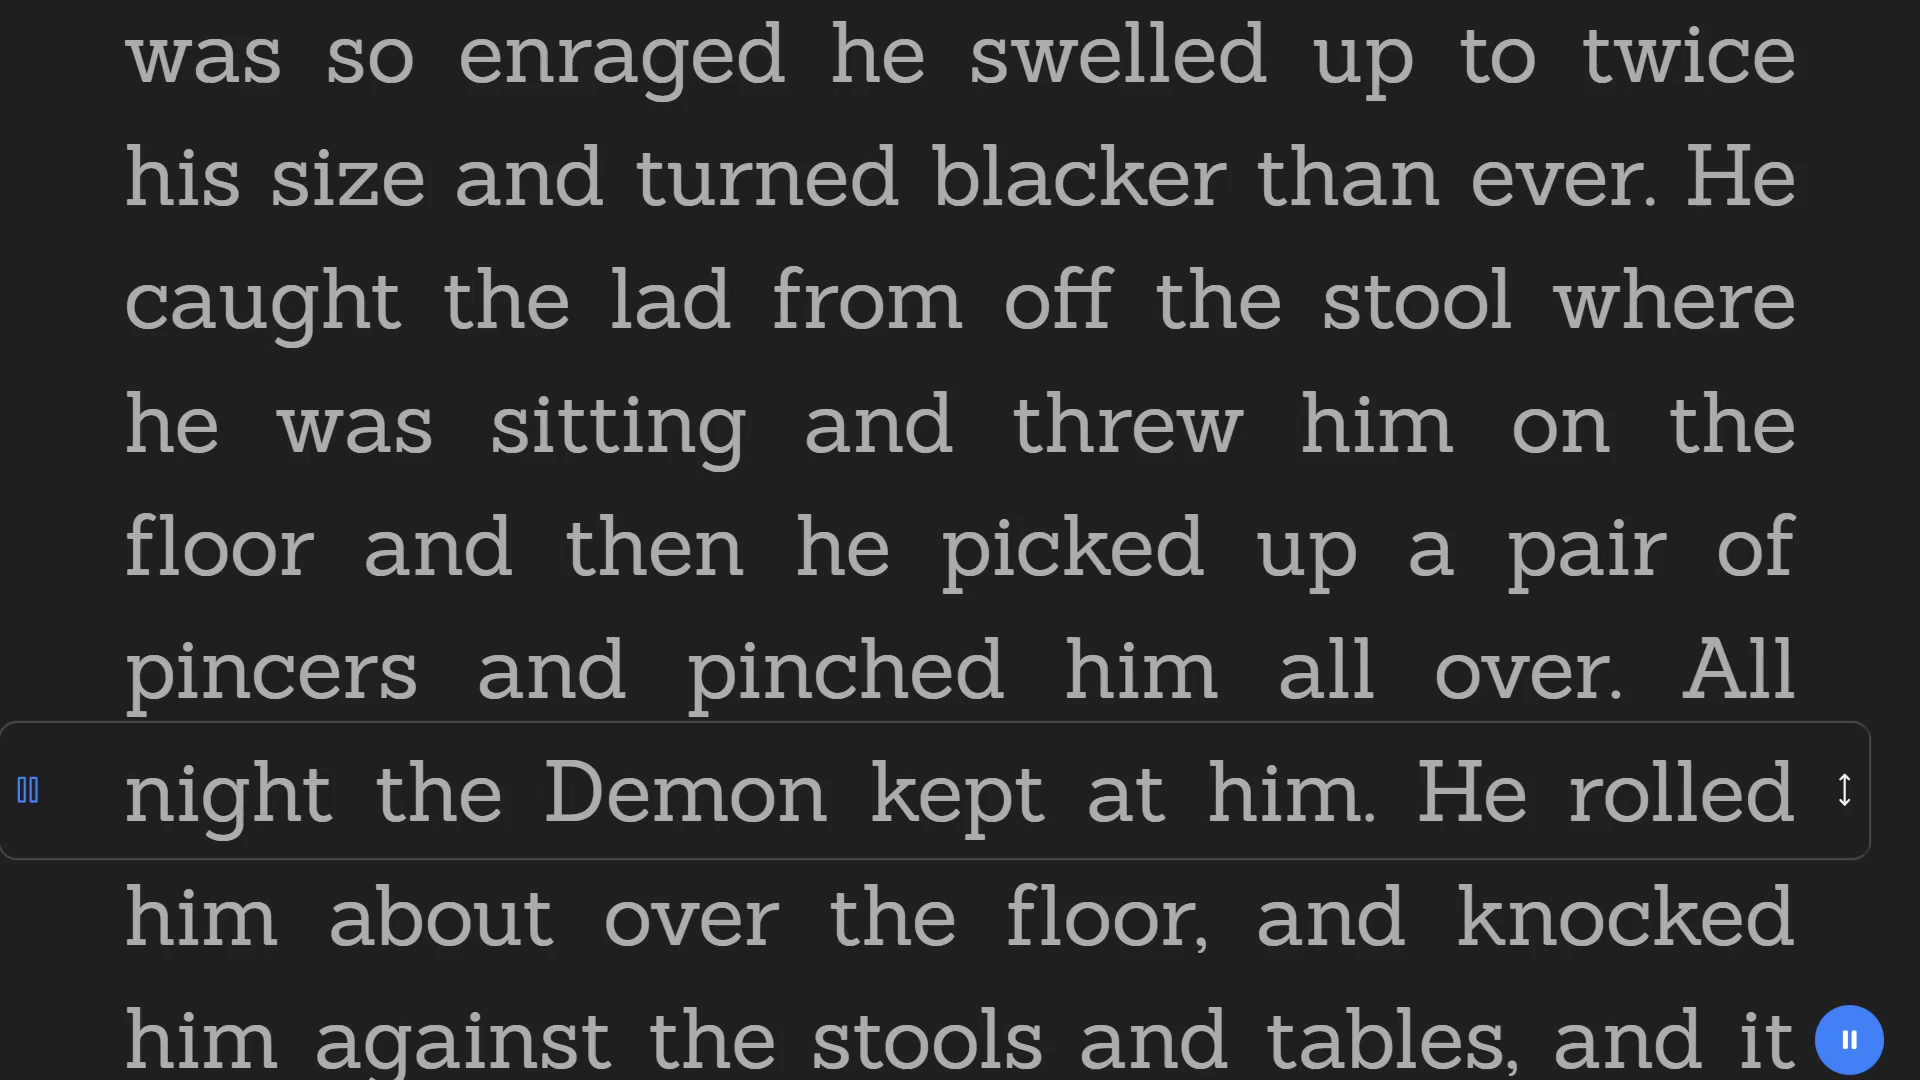 was so enraged he swelled up to twice
his size and turned blacker than ever. He
caught the lad from off the stool where
he was sitting and threw him on the
floor and then he picked up a pair of
pincers and pinched him all over. All
night the Demon kept at him. He rolled
him about over the floor, and knocked
him against the stools and tables, and it